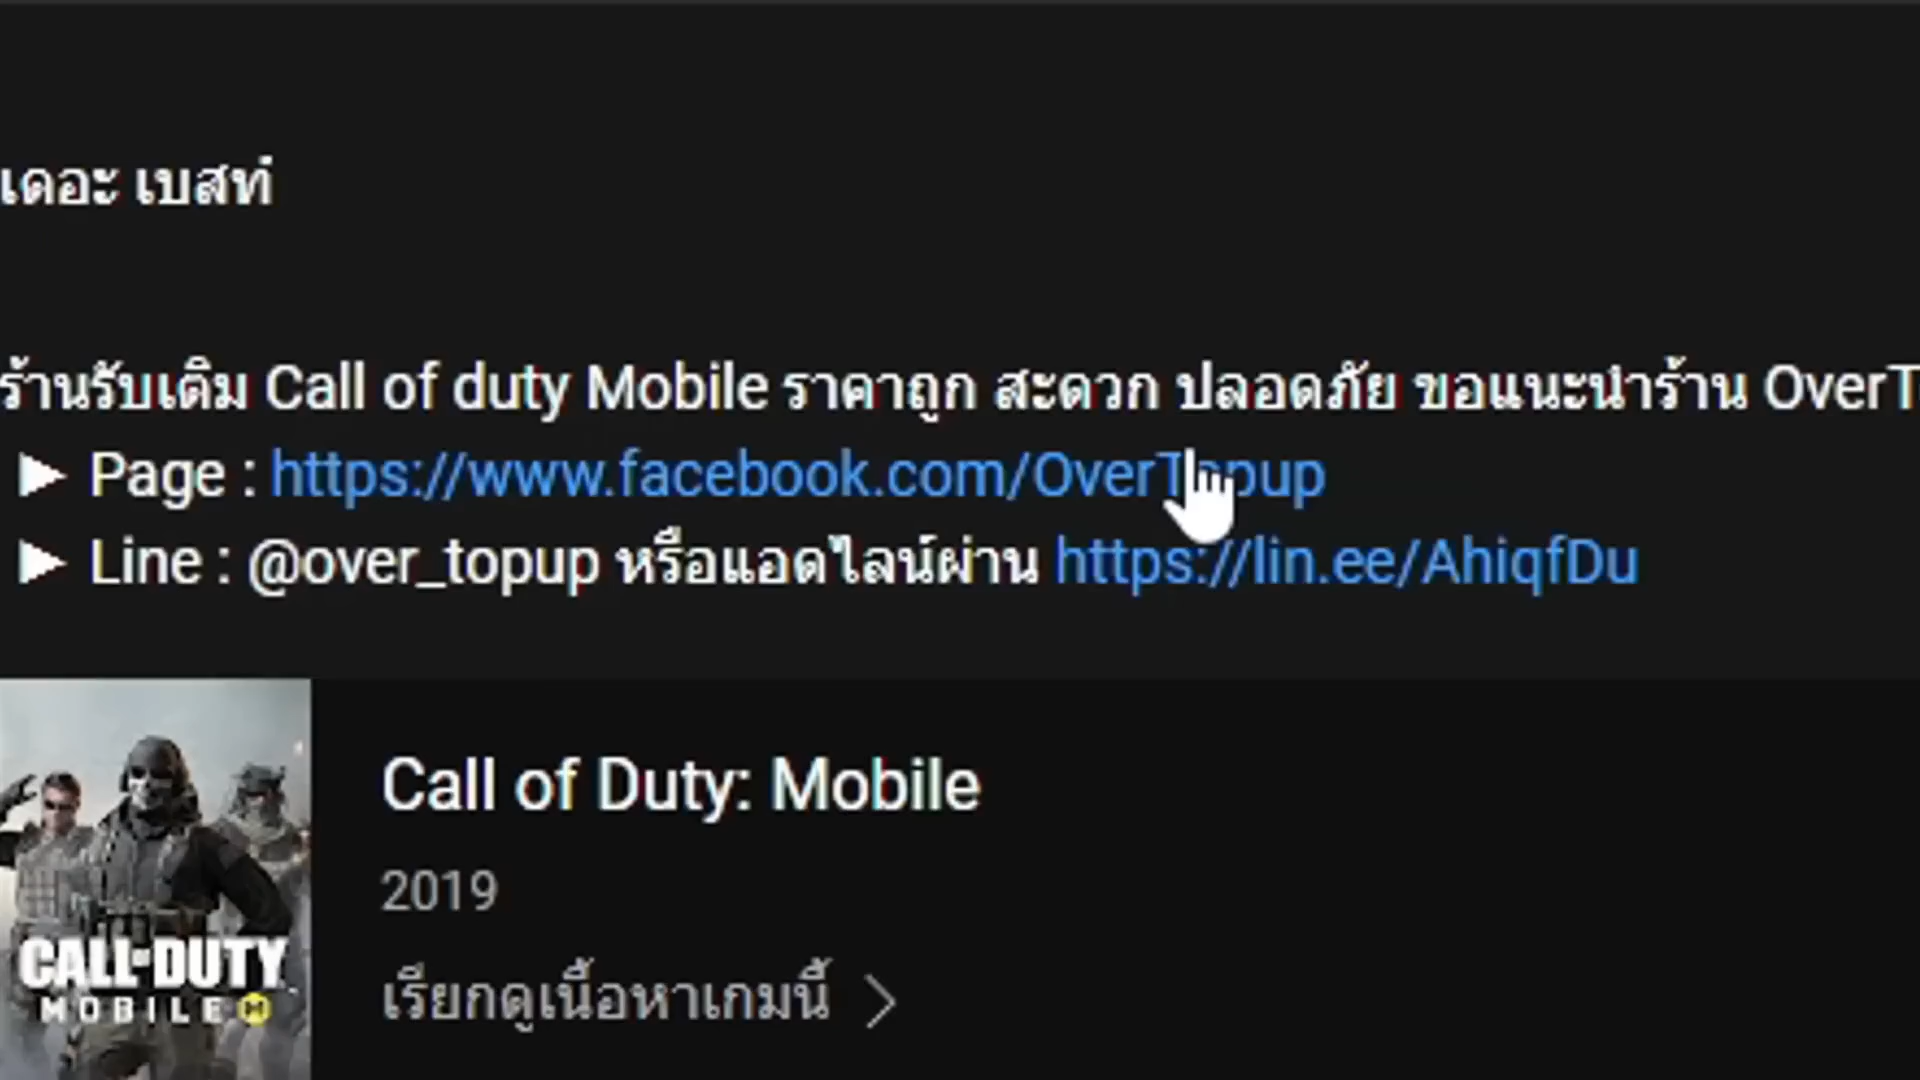 เดอะ เบสท์
ร้านรับเติม Call of duty Mobile ราคาถูก สะดวก ปลอดภัย ขอแนะนำร้าน OverT
▶ Page : https://www.facebook.com/OverTopup
▶ Line : @over_topup หรือแอดไลน์ผ่าน https://lin.ee/AhiqfDu
Call of Duty: Mobile
2019
เรียกดูเนื้อหาเกมนี้
CALL OF DUTY
MOBILE